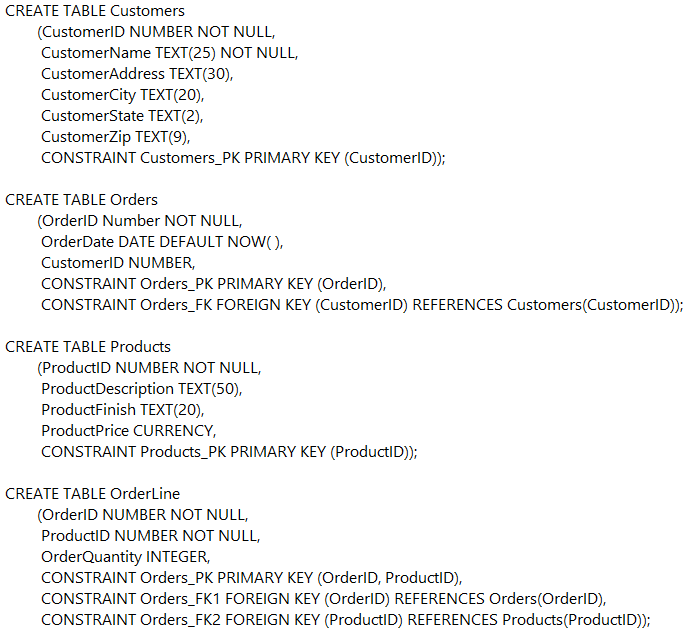 CREATE TABLE Customers
(CustomerID NUMBER NOT NULL,
CustomerName TEXT(25) NOT NULL,
CustomerAddress TEXT(30),
CustomerCity TEXT(20),
CustomerState TEXT(2),
CustomerZip TEXT(9),
CONSTRAINT Customers_PK PRIMARY KEY (CustomerID));
CREATE TABLE Orders
(OrderID Number NOT NULL,
OrderDate DATE DEFAULT NOW( ),
CustomerID NUMBER,
CONSTRAINT Orders_PK PRIMARY KEY (OrderID),
CONSTRAINT Orders_FK FOREIGN KEY (CustomerID) REFERENCES Customers(CustomerID));
CREATE TABLE Products
(ProductID NUMBER NOT NULL,
ProductDescription TEXT(50),
ProductFinish TEXT(20),
ProductPrice CURRENCY,
CONSTRAINT Products_PK PRIMARY KEY (ProductID));
CREATE TABLE OrderLine
(OrderID NUMBER NOT NULL,
ProductID NUMBER NOT NULL,
OrderQuantity INTEGER,
CONSTRAINT Orders_PK PRIMARY KEY (OrderID, ProductID),
CONSTRAINT Orders_FK1 FOREIGN KEY (OrderID) REFERENCES Orders(OrderID),
CONSTRAINT Orders_FK2 FOREIGN KEY (ProductID) REFERENCES Products(ProductID));